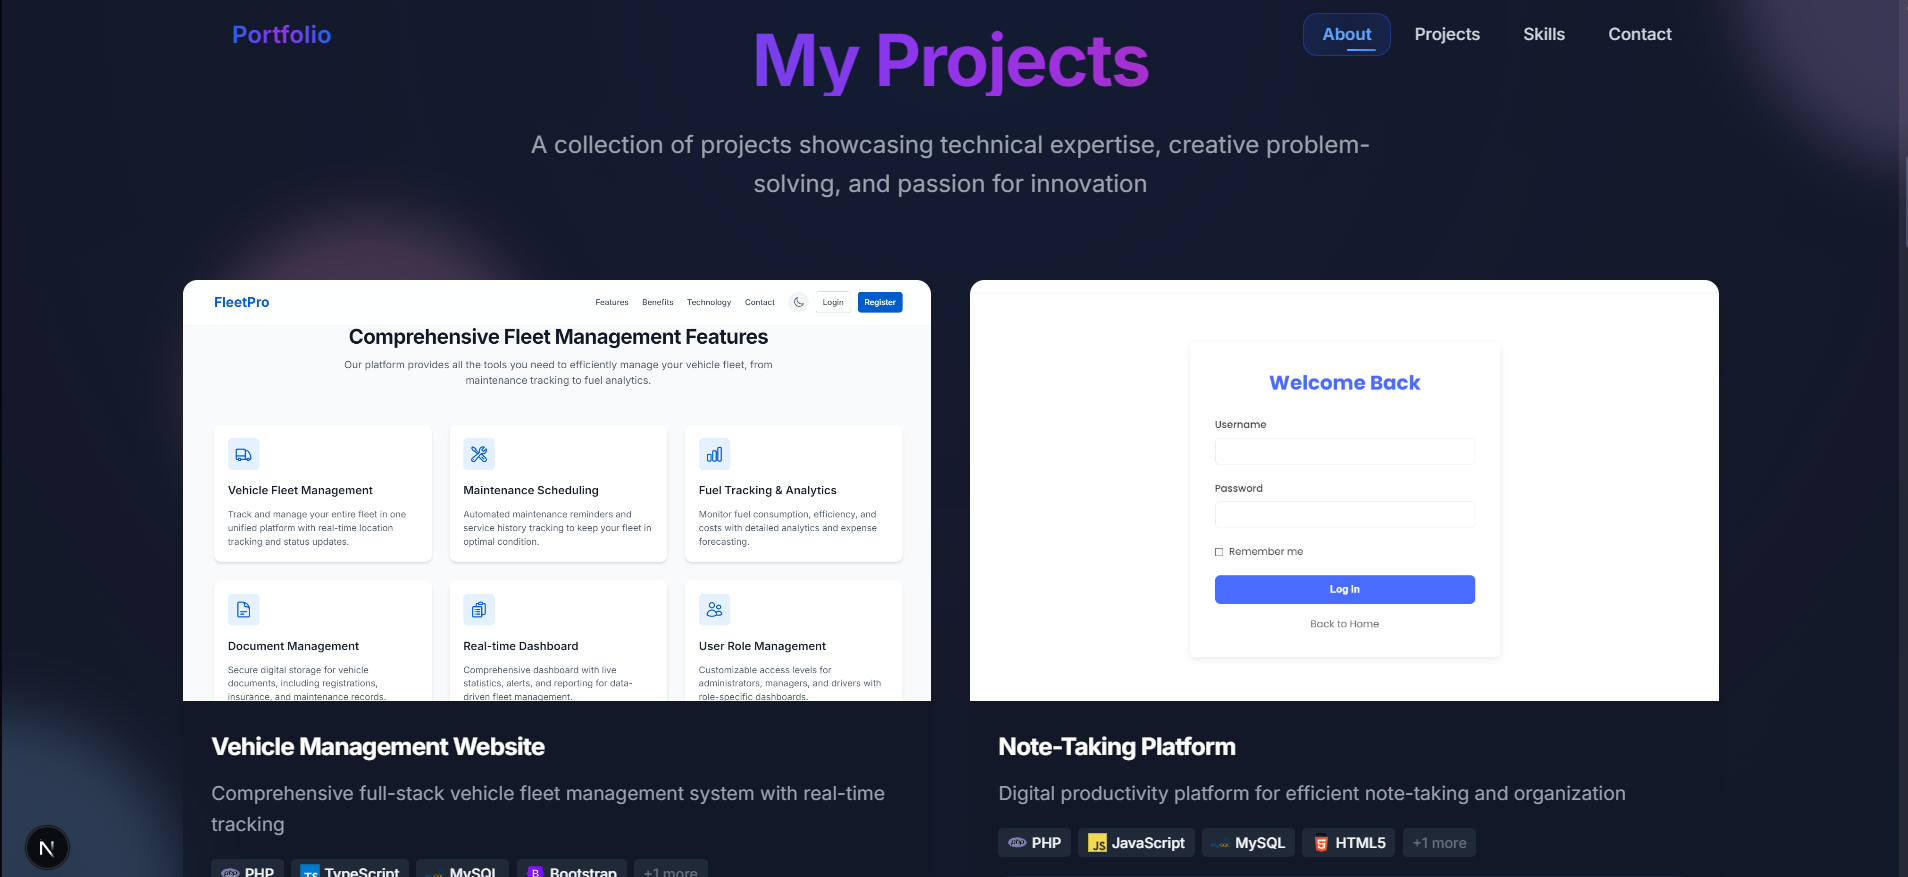 Portfolio
About
Projects
Skills
Contact
My Projects
A collection of projects showcasing technical expertise, creative problem-
solving, and passion for innovation
FleetPro
Features
Benefits
Technology
Contact
Login
Register
Comprehensive Fleet Management Features
Our platform provides all the tools you need to efficiently manage your vehicle fleet, from
maintenance tracking to fuel analytics.
Vehicle Fleet Management
Track and manage your entire fleet in one
unified platform with real-time location
tracking and status updates.
Maintenance Scheduling
Automated maintenance reminders and
service history tracking to keep your fleet in
optimal condition.
Fuel Tracking & Analytics
Monitor fuel consumption, efficiency, and
costs with detailed analytics and expense
forecasting.
Document Management
Secure digital storage for vehicle
documents, including registrations,
insurance, and maintenance records.
Real-time Dashboard
Comprehensive dashboard with live
statistics, alerts, and reporting for data-
driven fleet management.
User Role Management
Customizable access levels for
administrators, managers, and drivers with
role-specific dashboards.
Vehicle Management Website
Comprehensive full-stack vehicle fleet management system with real-time
tracking
php PHP
TS TypeScript
MySQL
B Bootstrap
+1 more
Welcome Back
Username
Password
Remember me
Log in
Back to Home
Note-Taking Platform
Digital productivity platform for efficient note-taking and organization
php PHP
JS JavaScript
MySQL
5 HTML5
+1 more
N